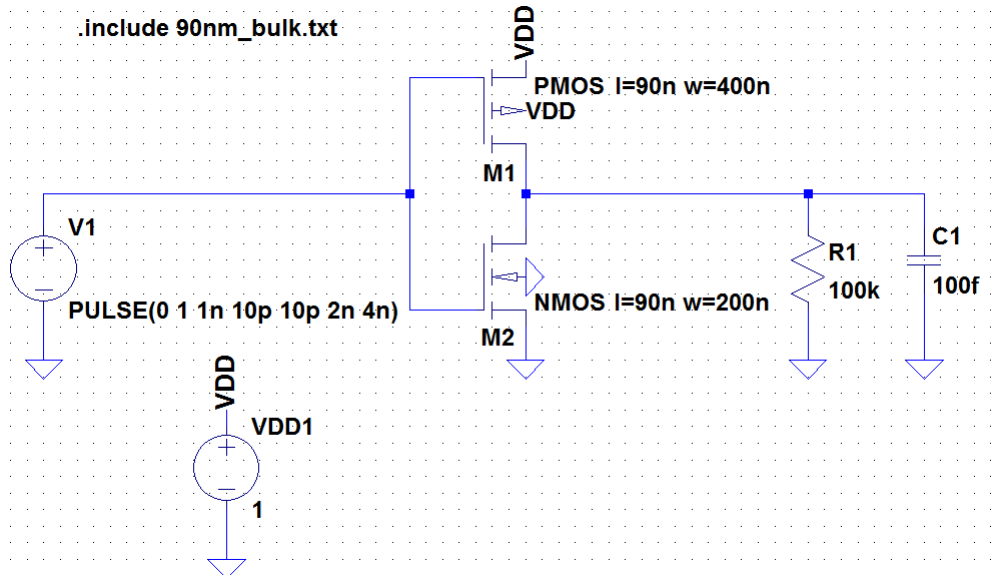 .include 90nm_bulk.txt
VDD
PMOS l=90n w=400n
VDD
M1
V1
PULSE(0 1 1n 10p 10p 2n 4n)
NMOS l=90n w=200n
M2
R1
100k
C1
100f
VDD
VDD1
1